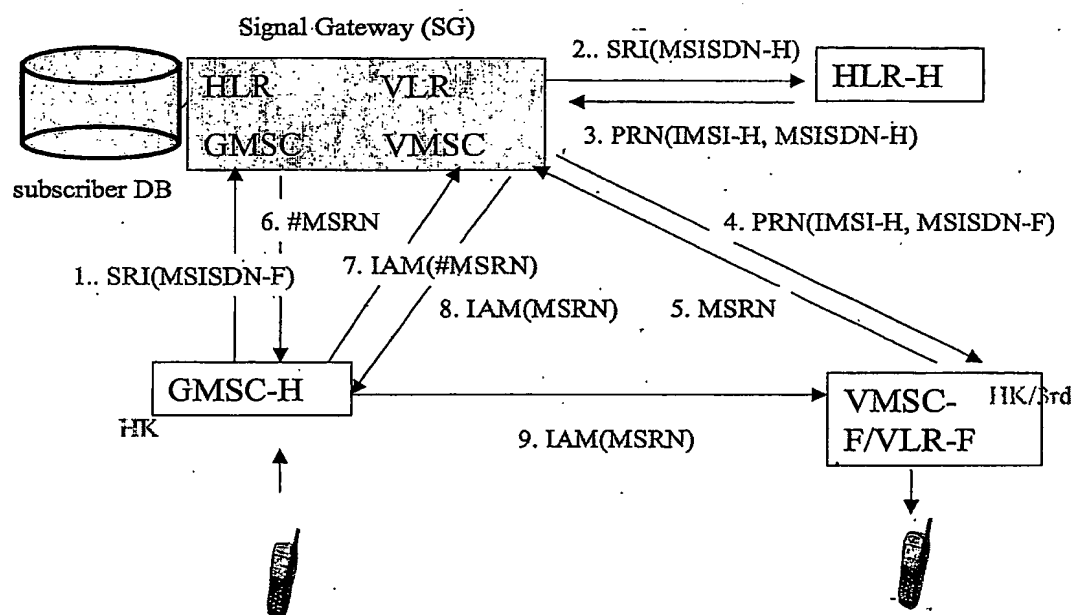 Signal Gateway (SG)
HLR VLR
GMSC VMSC
subscriber DB
2.. SRI(MSISDN-H)
HLR-H
3. PRN(IMSI-H, MSISDN-H)
4. PRN(IMSI-H, MSISDN-F)
6. #MSRN
1.. SRI(MSISDN-F)
7. IAM(#MSRN)
8. IAM(MSRN)
5. MSRN
GMSC-H
HK
9. IAM(MSRN)
VMSC-
F/VLR-F
HK/3rd